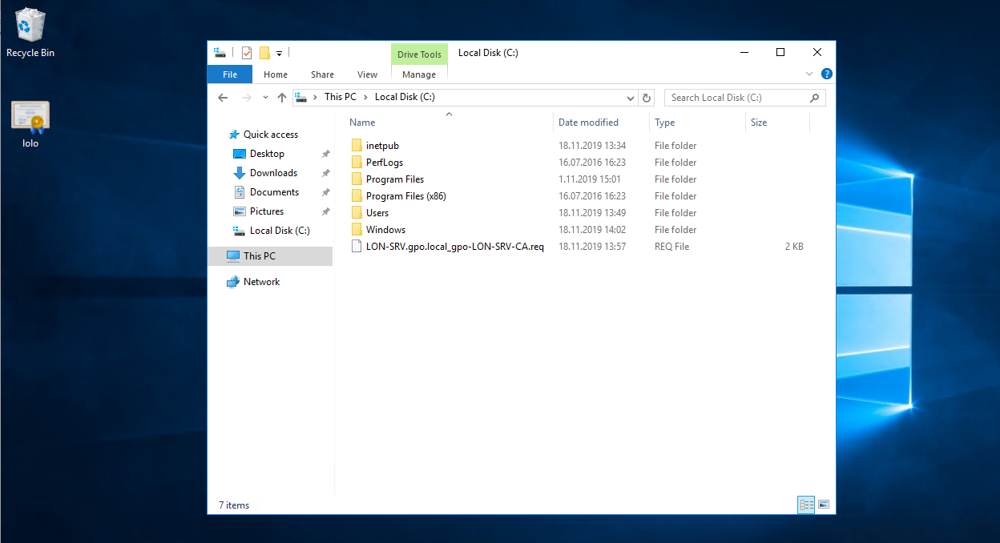 Recycle Bin
lolo
Drive Tools
Local Disk (C:)
File
Home
Share
View
Manage
?
This PC
Local Disk (C:)
Search Local Disk (C:)
Name
Date modified
Type
Size
Quick access
Desktop
Downloads
Documents
Pictures
Local Disk (C:)
This PC
Network
inetpub 18.11.2019 13:34 File folder
PerfLogs 16.07.2016 16:23 File folder
Program Files 1.11.2019 15:01 File folder
Program Files (x86) 16.07.2016 16:23 File folder
Users 18.11.2019 13:49 File folder
Windows 18.11.2019 14:02 File folder
LON-SRV.gpo.local_gpo-LON-SRV-CA.req 18.11.2019 13:57 REQ File 2 KB
7 items